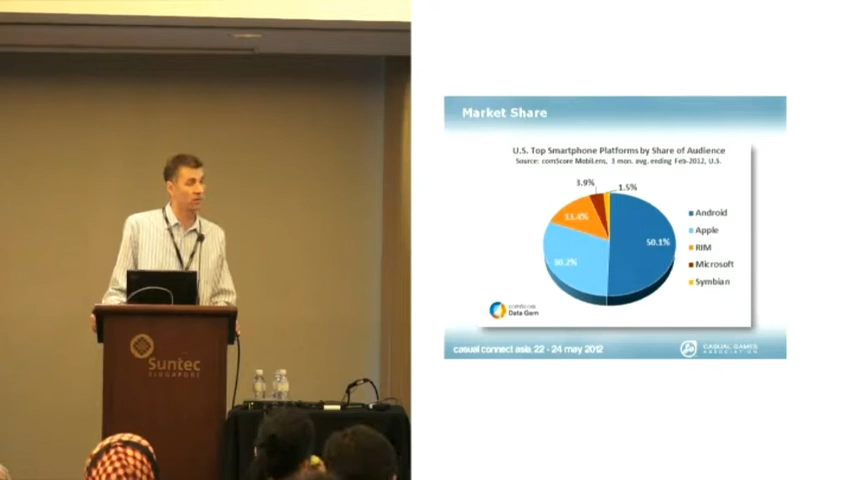 Suntec
SINGAPORE
Market Share
U.S. Top Smartphone Platforms by Share of Audience
Source: comScore MobiLens, 3 mon. avg. ending Feb-2012, U.S.
3.9%
1.5%
13.4%
50.1%
30.2%
Android
Apple
RIM
Microsoft
Symbian
Data Gem
casual connect asia, 22 - 24 may 2012
CASUAL GAMES
ASSOCIATION